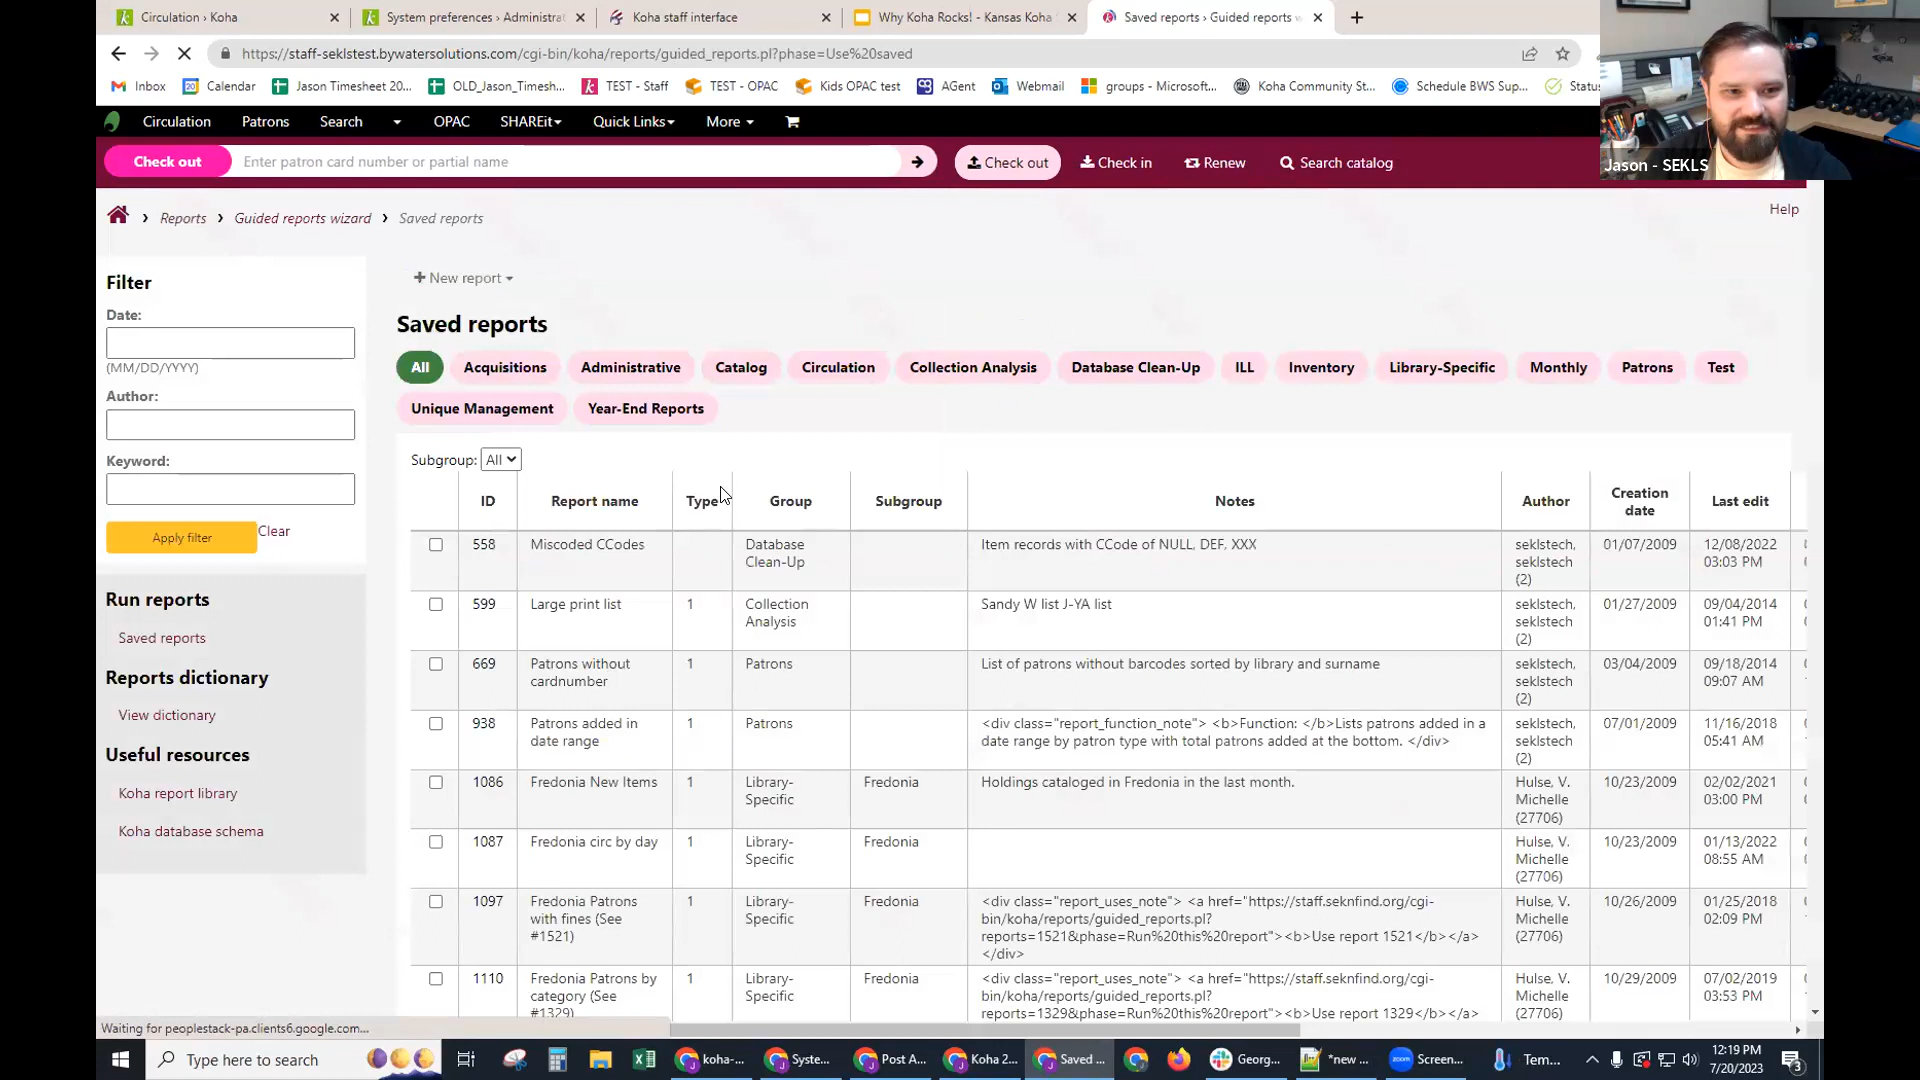 Circulation › Koha
System preferences › Administra
Koha staff interface
Why Koha Rocks! - Kansas Koha
Saved reports › Guided reports w
https://staff-seklstest.bywatersolutions.com/cgi-bin/koha/reports/guided_reports.pl?phase=Use%20saved
Inbox
Calendar
Jason Timesheet 20...
OLD_Jason_Timesh...
TEST - Staff
TEST - OPAC
Kids OPAC test
AGent
Webmail
groups - Microsoft...
Koha Community St...
Schedule BWS Sup...
Statu
Circulation
Patrons
Search
OPAC
SHAREit
Quick Links
More
Check out
Enter patron card number or partial name
Check out
Check in
Renew
Search catalog
Jason - SEKLS
Reports
Guided reports wizard
Saved reports
Help
Filter
Date:
(MM/DD/YYYY)
Author:
Keyword:
Apply filter
Clear
Run reports
Saved reports
Reports dictionary
View dictionary
Useful resources
Koha report library
Koha database schema
+ New report
Saved reports
All
Acquisitions
Administrative
Catalog
Circulation
Collection Analysis
Database Clean-Up
ILL
Inventory
Library-Specific
Monthly
Patrons
Test
Unique Management
Year-End Reports
Subgroup: All
ID
Report name
Type
Group
Subgroup
Notes
Author
Creation
date
Last edit
558
Miscoded CCodes
Database
Clean-Up
Item records with CCode of NULL, DEF, XXX
seklstech,
seklstech
(2)
01/07/2009
12/08/2022
03:03 PM
599
Large print list
1
Collection
Analysis
Sandy W list J-YA list
seklstech,
seklstech
(2)
01/27/2009
09/04/2014
01:41 PM
669
Patrons without
cardnumber
1
Patrons
List of patrons without barcodes sorted by library and surname
seklstech,
seklstech
(2)
03/04/2009
09/18/2014
09:07 AM
938
Patrons added in
date range
1
Patrons
<div class="report_function_note"> <b>Function: </b>Lists patrons added in a
date range by patron type with total patrons added at the bottom. </div>
seklstech,
seklstech
(2)
07/01/2009
11/16/2018
05:41 AM
1086
Fredonia New Items
1
Library-
Specific
Fredonia
Holdings cataloged in Fredonia in the last month.
Hulse, V.
Michelle
(27706)
10/23/2009
02/02/2021
03:00 PM
1087
Fredonia circ by day
1
Library-
Specific
Fredonia
Hulse, V.
Michelle
(27706)
10/23/2009
01/13/2022
08:55 AM
1097
Fredonia Patrons
with fines (See
#1521)
1
Library-
Specific
Fredonia
<div class="report_uses_note"> <a href="https://staff.seknfind.org/cgi-
bin/koha/reports/guided_reports.pl?
reports=1521&phase=Run%20this%20report"><b>Use report 1521</b></a>
</div>
Hulse, V.
Michelle
(27706)
10/26/2009
01/25/2018
02:09 PM
1110
Fredonia Patrons by
category (See
#1329)
1
Library-
Specific
Fredonia
<div class="report_uses_note"> <a href="https://staff.seknfind.org/cgi-
bin/koha/reports/guided_reports.pl?
reports=1329&phase=Run%20this%20report"><b>Use report 1329</b></a>
Hulse, V.
Michelle
(27706)
10/29/2009
07/02/2019
03:53 PM
Waiting for peoplestack-pa.clients6.google.com...
Type here to search
koha-...
Syste...
Post A...
Koha 2...
Saved ...
Georg...
*new ...
zoom
Screen...
Tem...
12:19 PM
7/20/2023
3